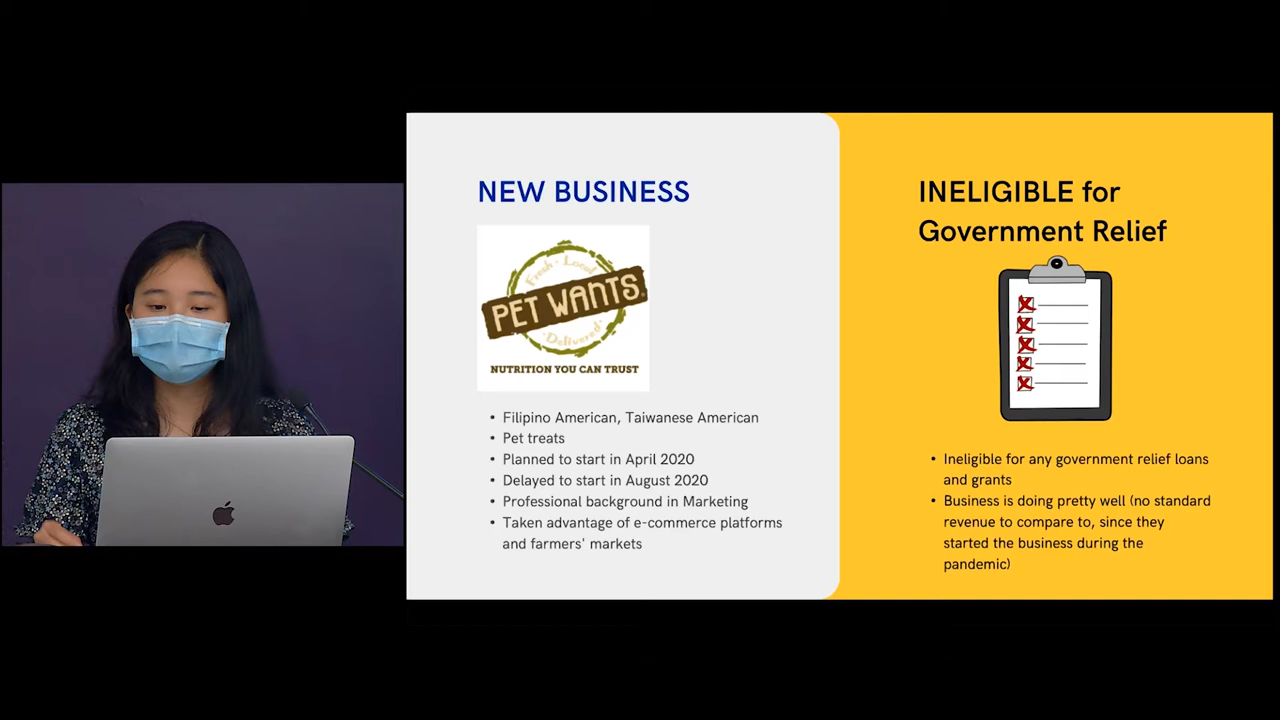 NEW BUSINESS
Fresh · Local
PET WANTS
· Delivered ·
NUTRITION YOU CAN TRUST
• Filipino American, Taiwanese American
• Pet treats
• Planned to start in April 2020
• Delayed to start in August 2020
• Professional background in Marketing
• Taken advantage of e-commerce platforms
and farmers' markets
INELIGIBLE for
Government Relief
• Ineligible for any government relief loans
and grants
• Business is doing pretty well (no standard
revenue to compare to, since they
started the business during the
pandemic)